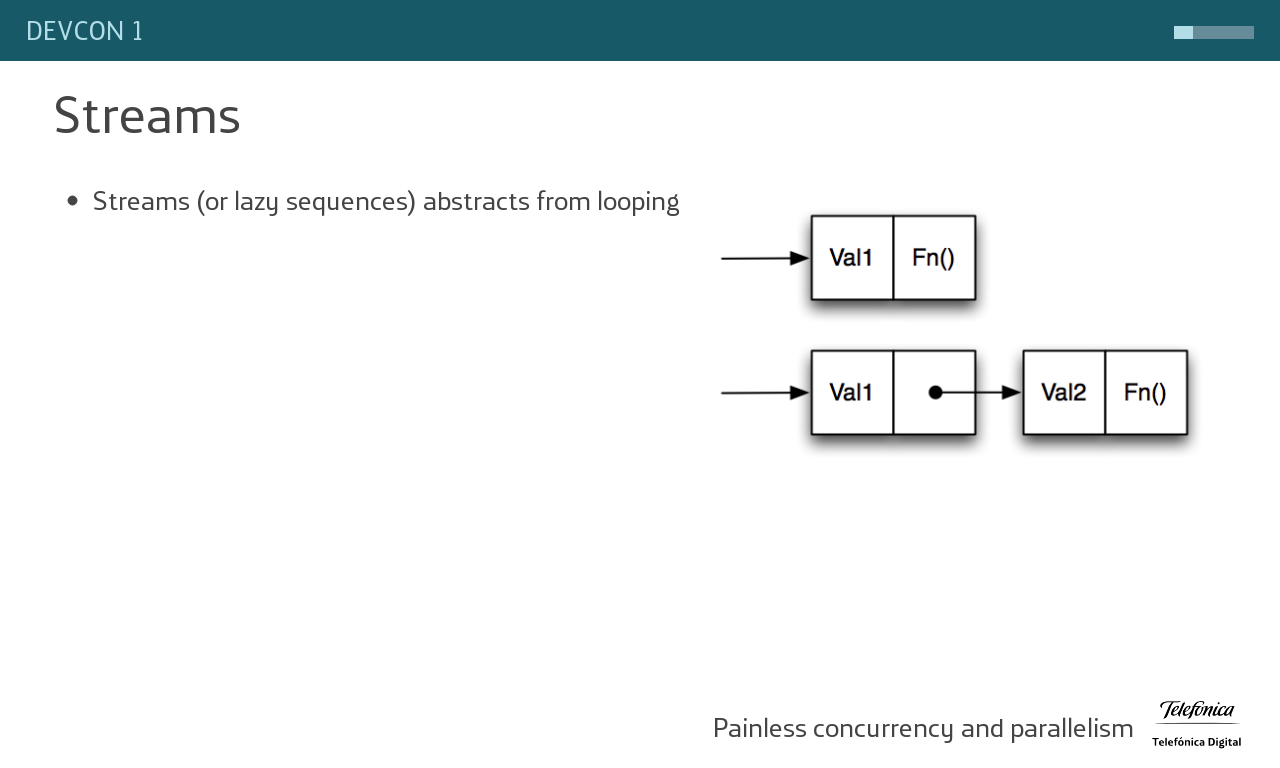 DEVCON 1
Streams
• Streams (or lazy sequences) abstracts from looping
Val1 Fn()
Val1 Val2 Fn()
Painless concurrency and parallelism
Telefónica
Telefónica Digital